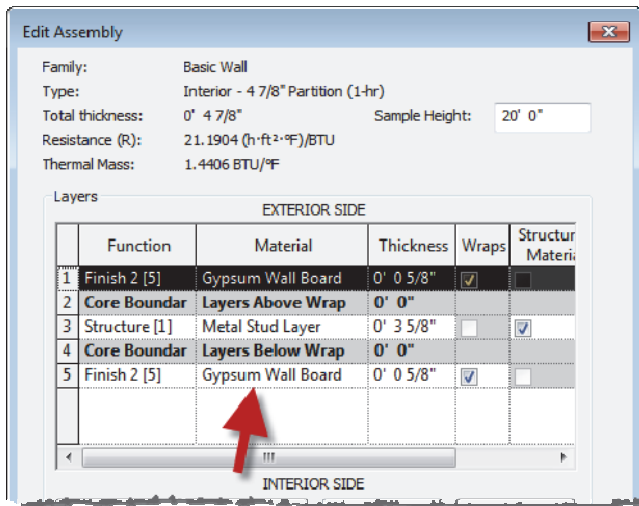 Edit Assembly
Family: Basic Wall
Type: Interior - 4 7/8" Partition (1-hr)
Total thickness: 0' 4 7/8" Sample Height: 20' 0"
Resistance (R): 21.1904 (h·ft²·°F)/BTU
Thermal Mass: 1.4406 BTU/°F
Layers
EXTERIOR SIDE
Function Material Thickness Wraps Structur
Materia
1 Finish 2 [5] Gypsum Wall Board 0' 0 5/8"
2 Core Boundar Layers Above Wrap 0' 0"
3 Structure [1] Metal Stud Layer 0' 3 5/8"
4 Core Boundar Layers Below Wrap 0' 0"
5 Finish 2 [5] Gypsum Wall Board 0' 0 5/8"
INTERIOR SIDE